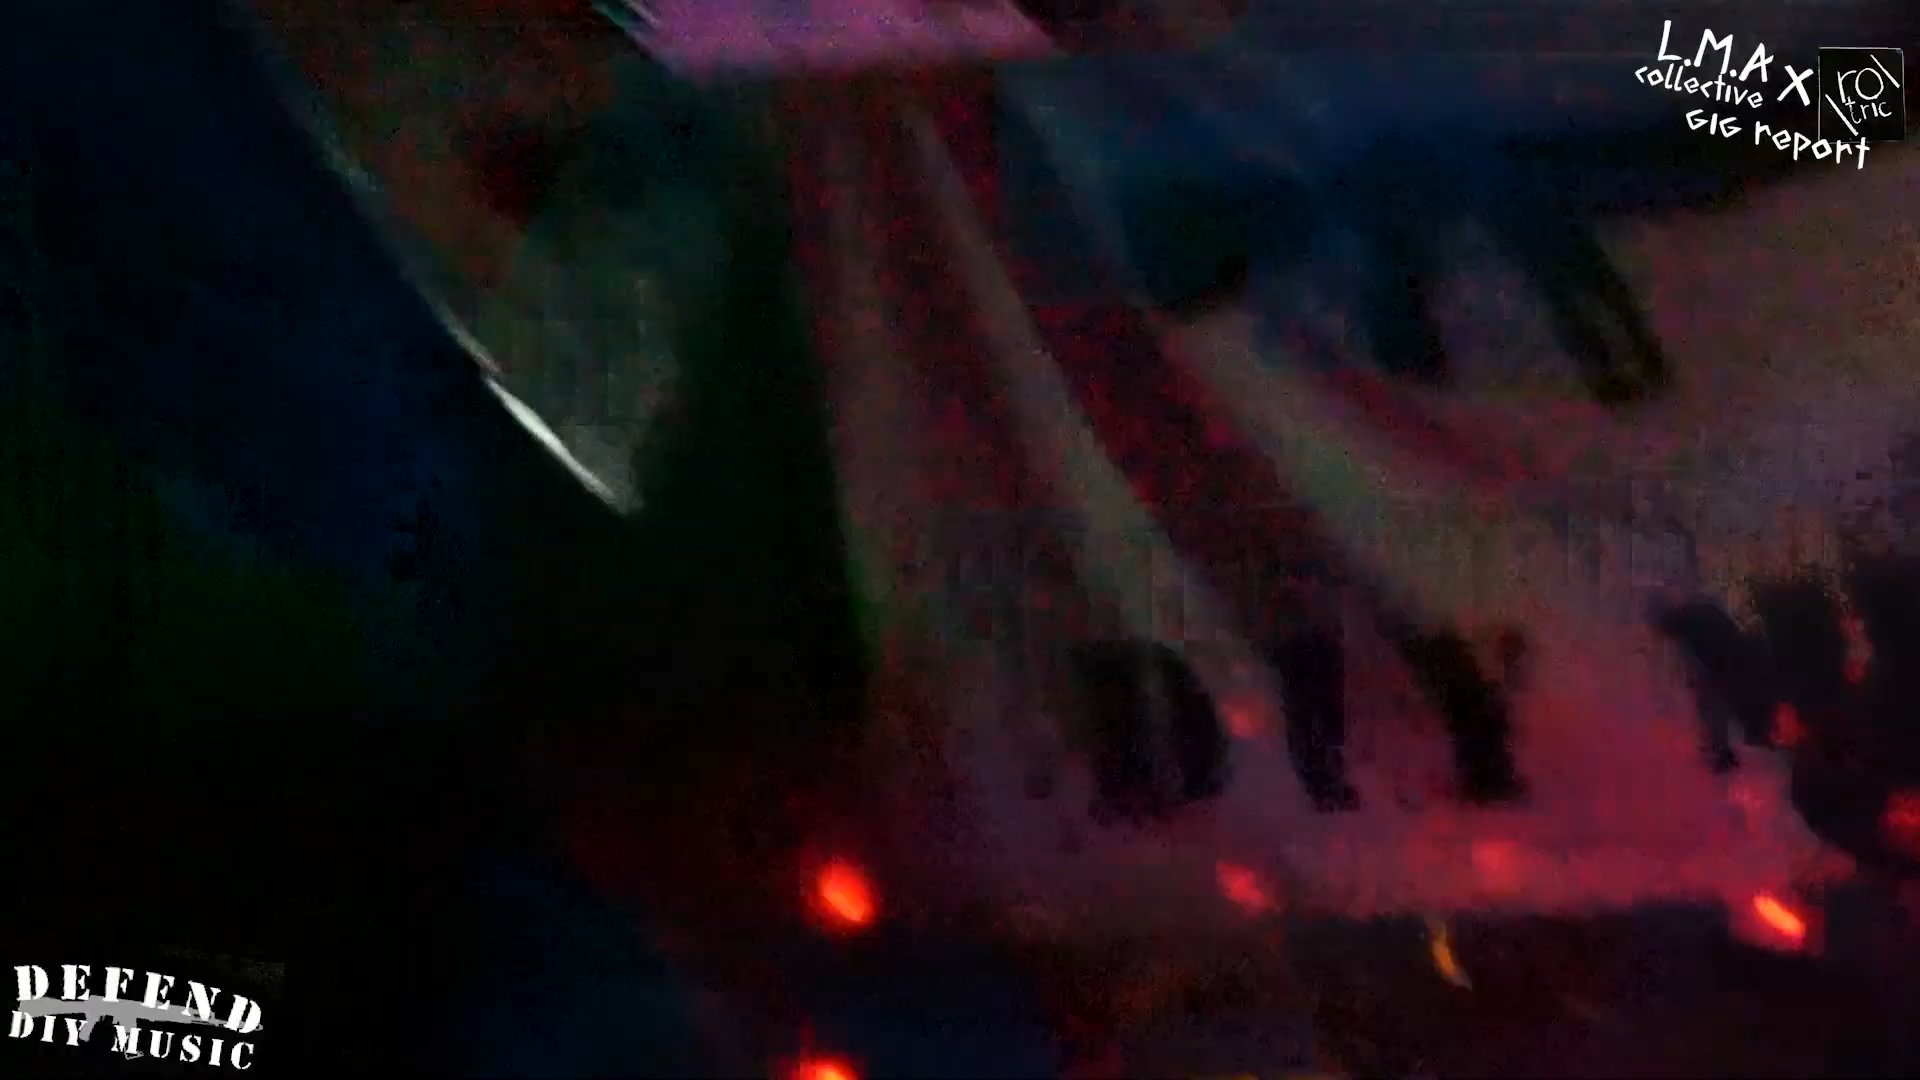 L.M.A X
collective
GIG report
\ro\
tric
DEFEND
DIY MUSIC